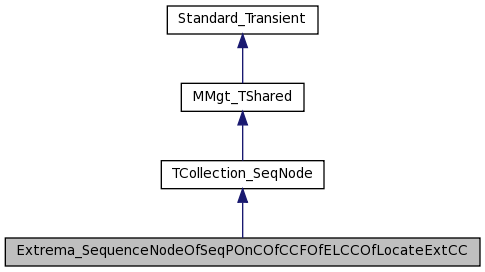 Standard_Transient
MMgt_TShared
TCollection_SeqNode
Extrema_SequenceNodeOfSeqPOnCOfCCFOfELCCOfLocateExtCC